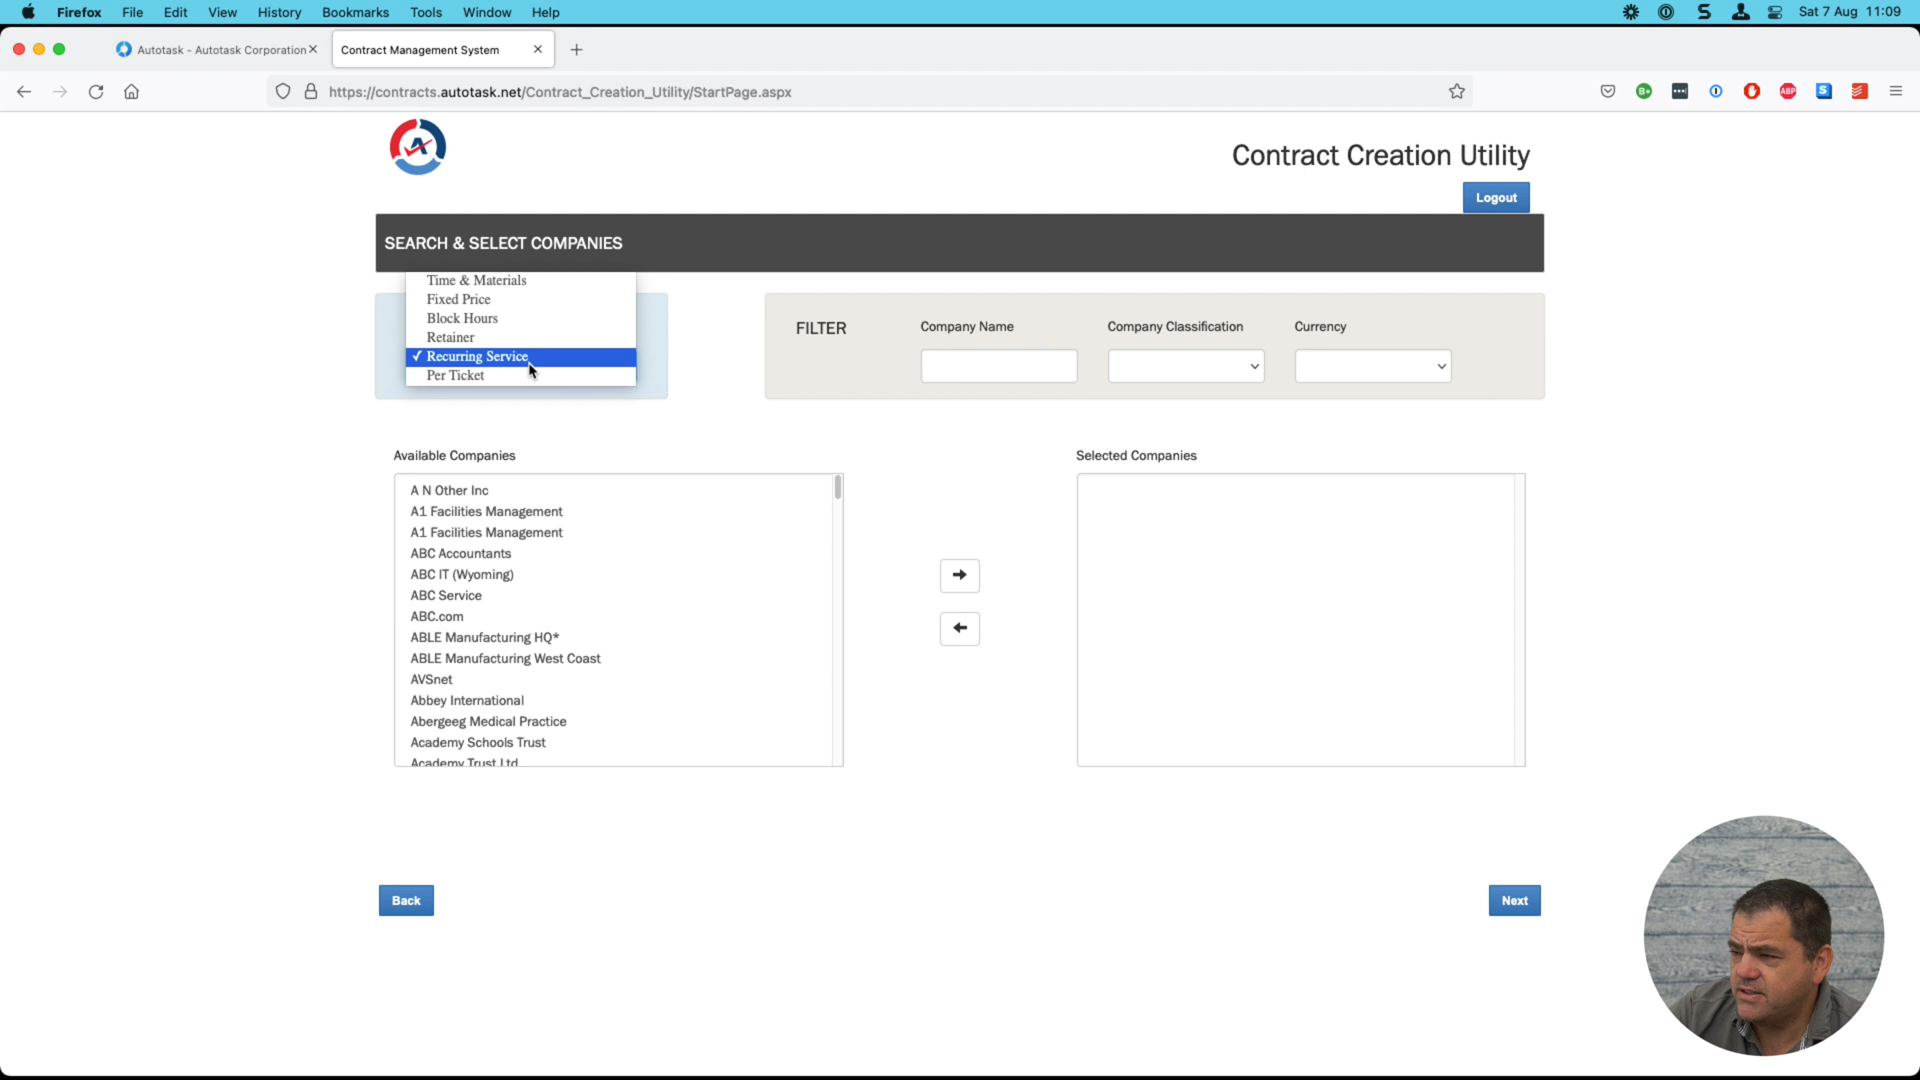 Firefox File Edit View History Bookmarks Tools Window Help Sat 7 Aug 11:09
Autotask - Autotask Corporation
Contract Management System
https://contracts.autotask.net/Contract_Creation_Utility/StartPage.aspx
Contract Creation Utility
Logout
SEARCH & SELECT COMPANIES
Time & Materials
Fixed Price
Block Hours
Retainer
✓ Recurring Service
Per Ticket
FILTER
Company Name
Company Classification
Currency
Available Companies
A N Other Inc
A1 Facilities Management
A1 Facilities Management
ABC Accountants
ABC IT (Wyoming)
ABC Service
ABC.com
ABLE Manufacturing HQ*
ABLE Manufacturing West Coast
AVSnet
Abbey International
Abergeeg Medical Practice
Academy Schools Trust
Academy Trust Ltd
Selected Companies
Back
Next